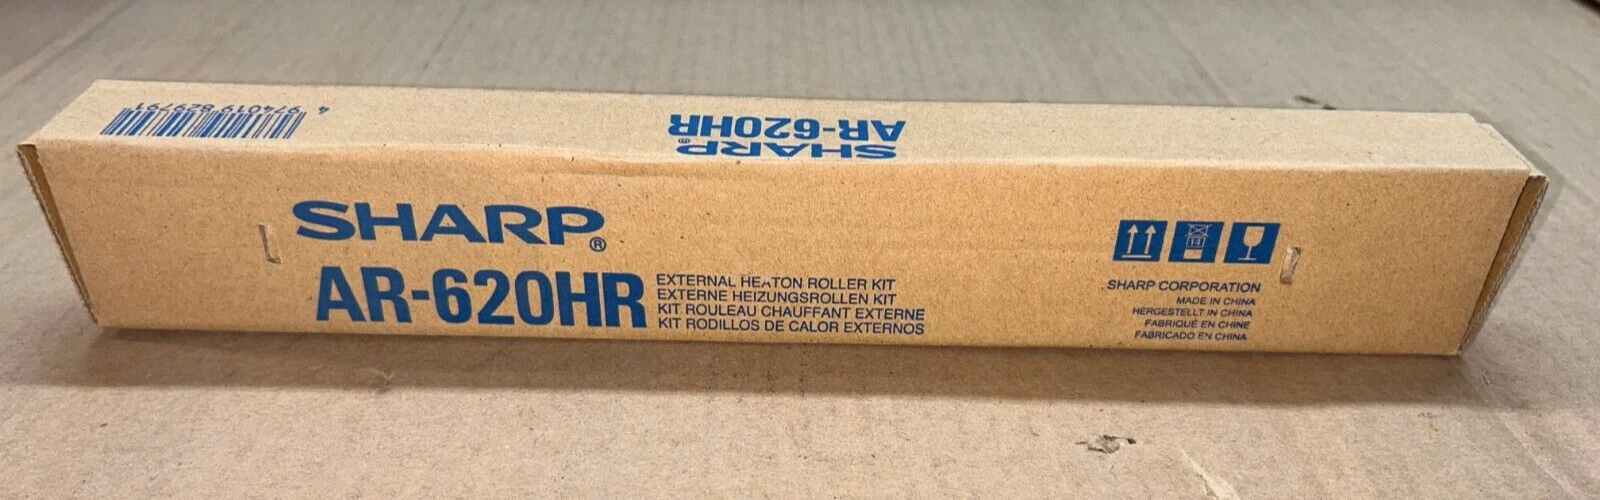 4 974019 829791
SHARP®
AR-620HR
SHARP®
AR-620HR
EXTERNAL HEATON ROLLER KIT
EXTERNE HEIZUNGSROLLEN KIT
KIT ROULEAU CHAUFFANT EXTERNE
KIT RODILLOS DE CALOR EXTERNOS
14
SHARP CORPORATION
MADE IN CHINA
HERGESTELLT IN CHINA
FABRIQUÉ EN CHINE
FABRICADO EN CHINA